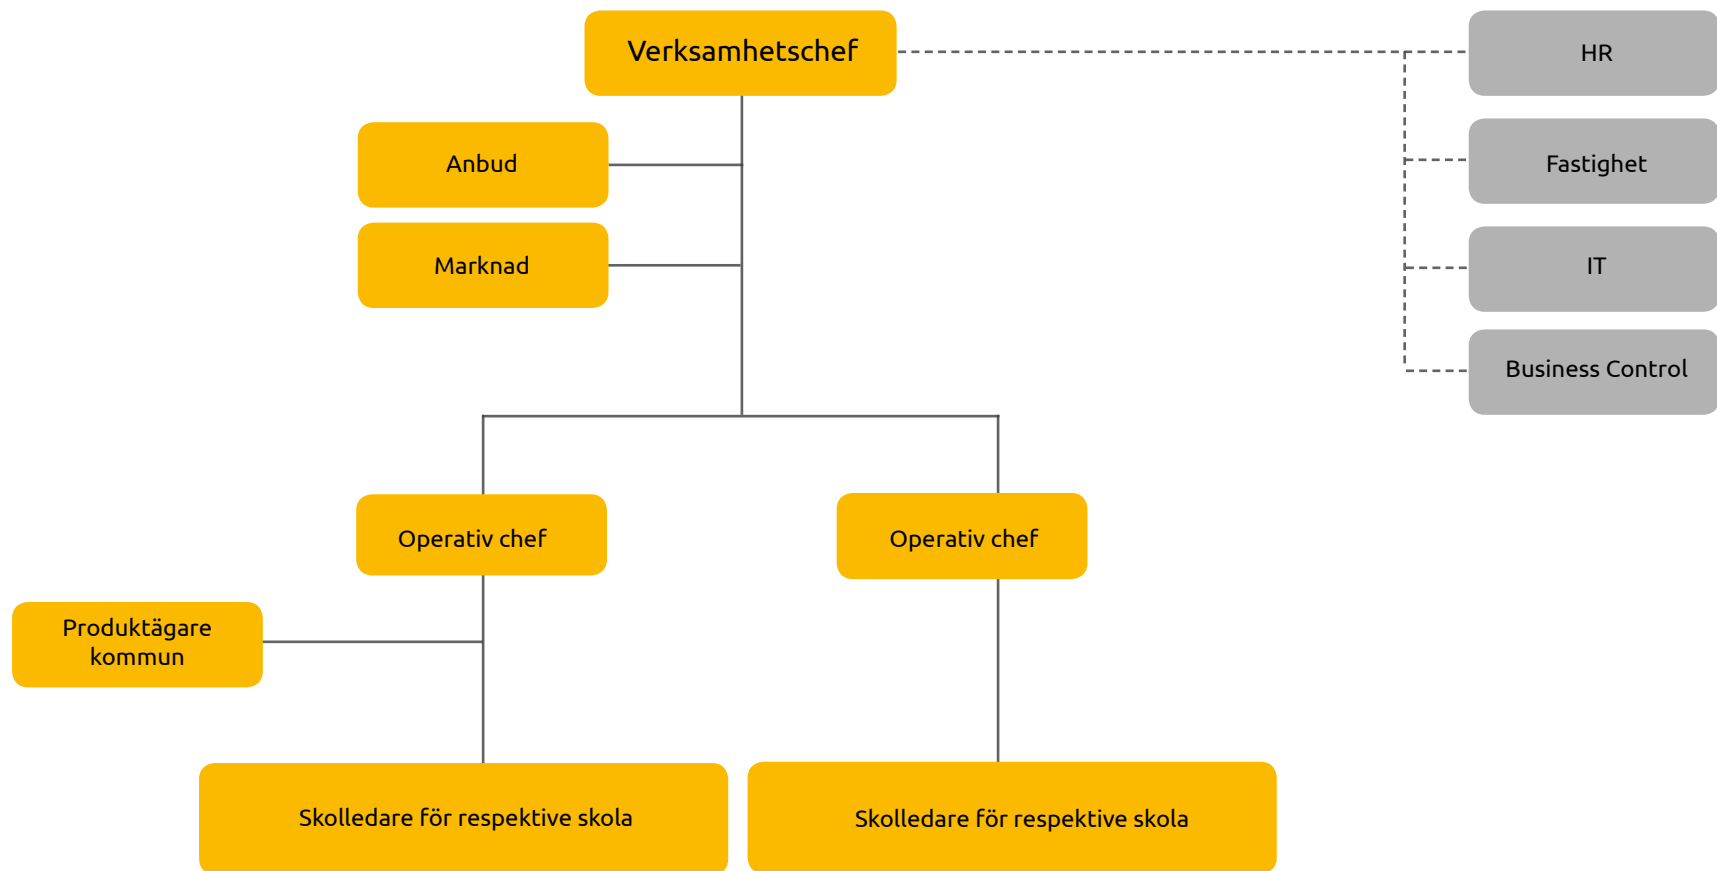 Verksamhetschef
HR
Anbud
Fastighet
Marknad
IT
Business Control
Operativ chef
Operativ chef
Produktägare
kommun
Skolledare för respektive skola
Skolledare för respektive skola